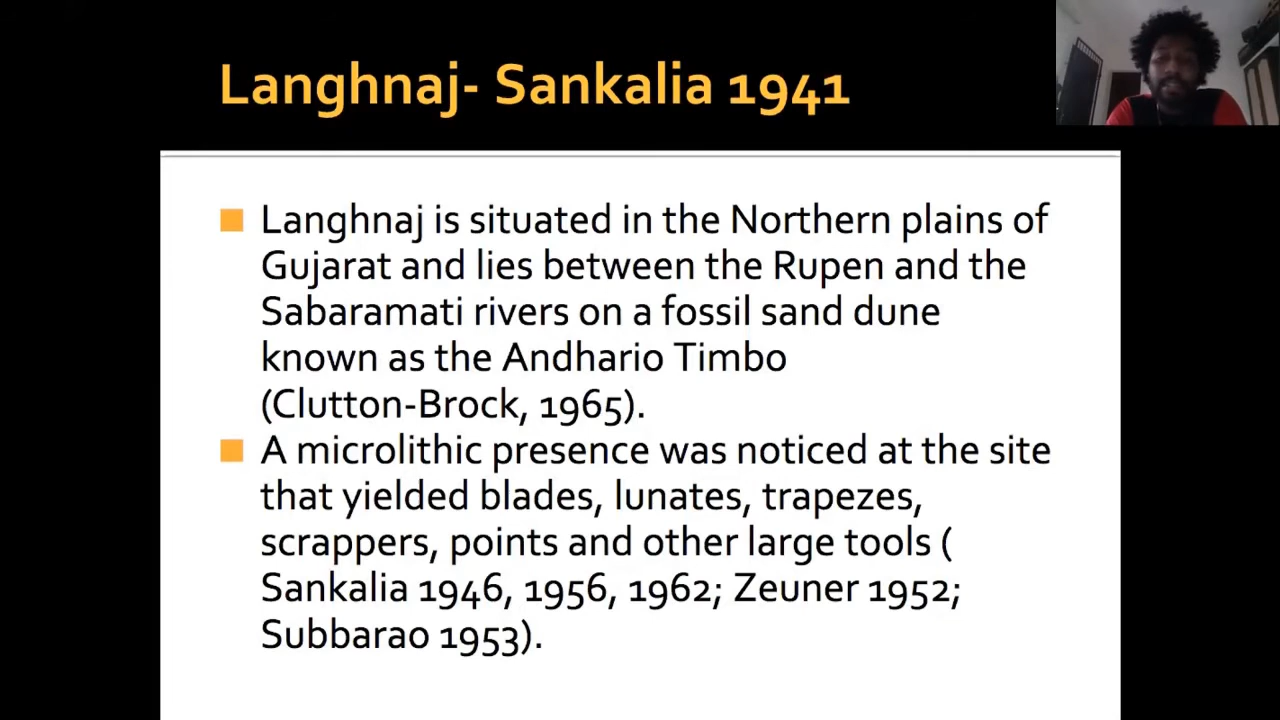 Langhnaj- Sankalia 1941
Langhnaj is situated in the Northern plains of
Gujarat and lies between the Rupen and the
Sabaramati rivers on a fossil sand dune
known as the Andhario Timbo
(Clutton-Brock, 1965).
A microlithic presence was noticed at the site
that yielded blades, lunates, trapezes,
scrappers, points and other large tools (
Sankalia 1946, 1956, 1962; Zeuner 1952;
Subbarao 1953).